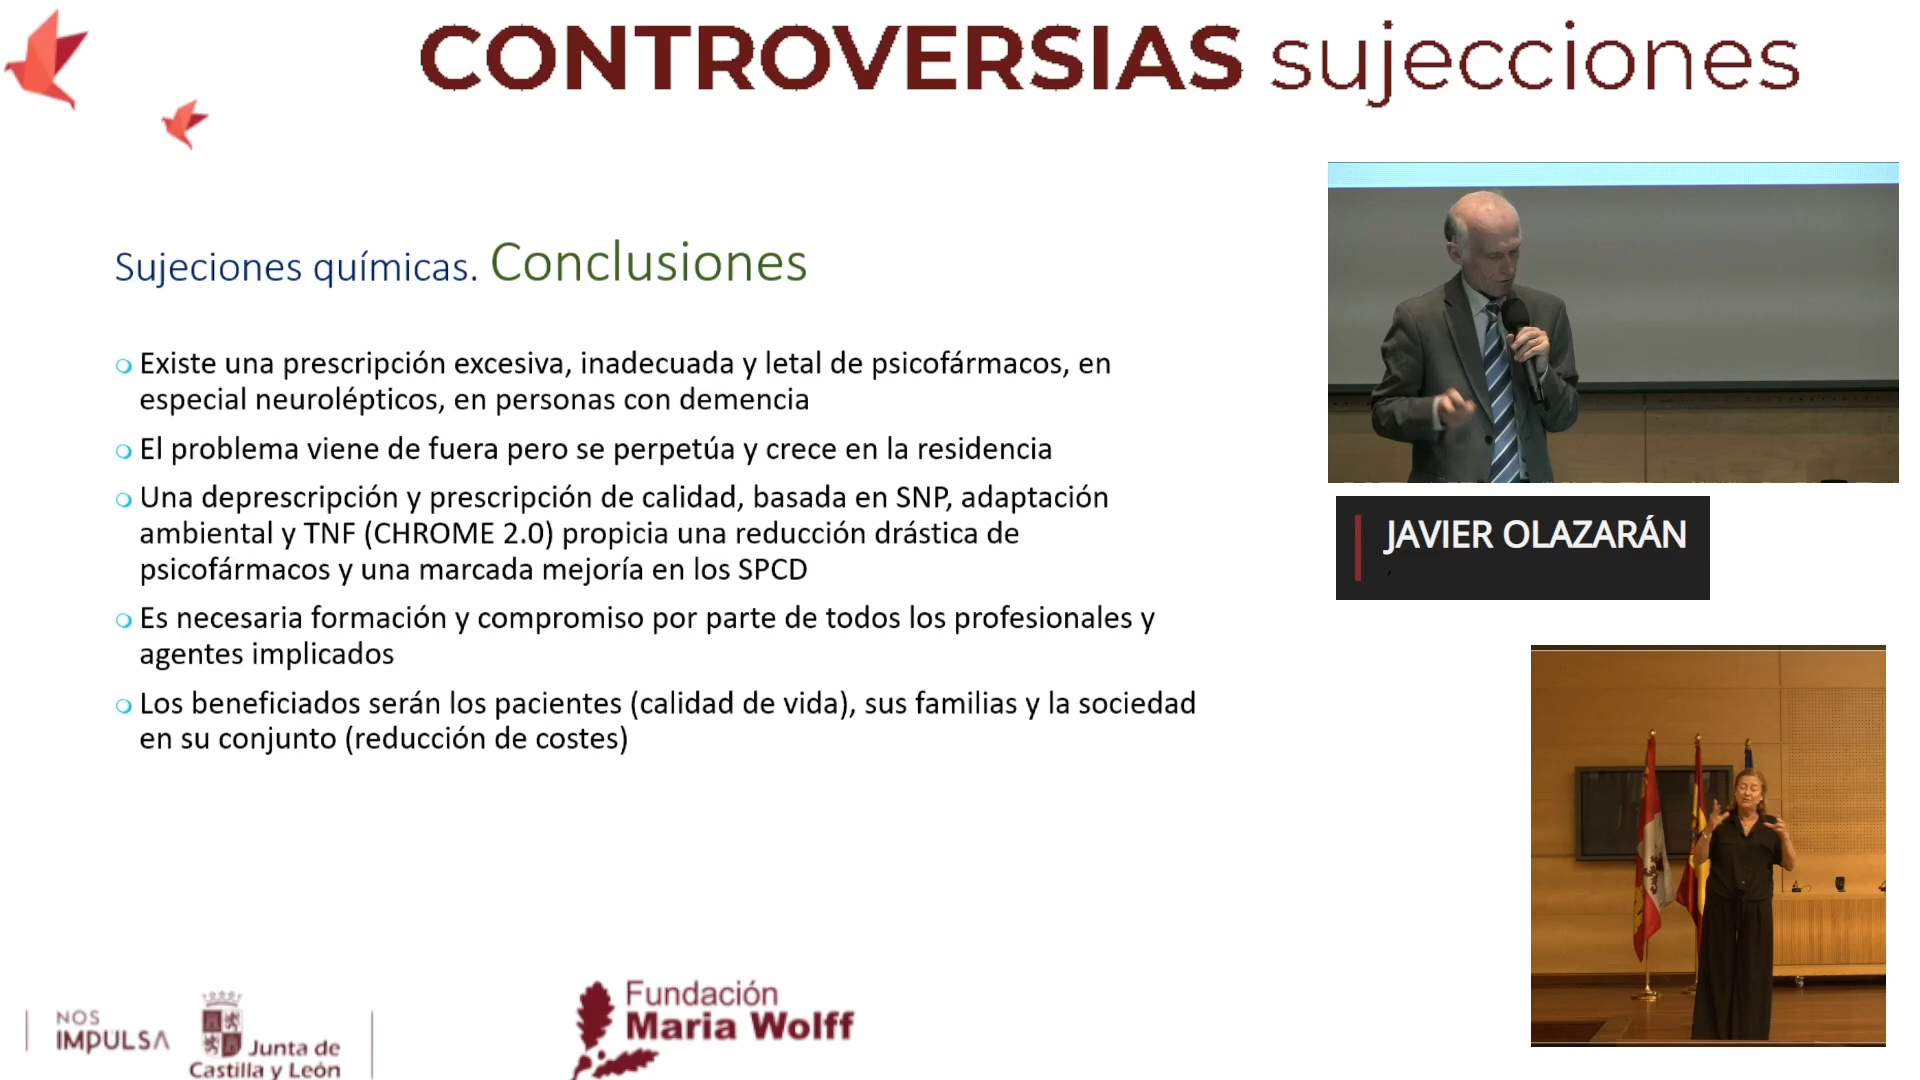 CONTROVERSIAS sujecciones
Sujeciones químicas. Conclusiones
Existe una prescripción excesiva, inadecuada y letal de psicofármacos, en
especial neurolépticos, en personas con demencia
El problema viene de fuera pero se perpetúa y crece en la residencia
Una deprescripción y prescripción de calidad, basada en SNP, adaptación
ambiental y TNF (CHROME 2.0) propicia una reducción drástica de
psicofármacos y una marcada mejoría en los SPCD
Es necesaria formación y compromiso por parte de todos los profesionales y
agentes implicados
Los beneficiados serán los pacientes (calidad de vida), sus familias y la sociedad
en su conjunto (reducción de costes)
JAVIER OLAZARÁN
,
NOS
IMPULSA
Junta de
Castilla y León
Fundación
Maria Wolff